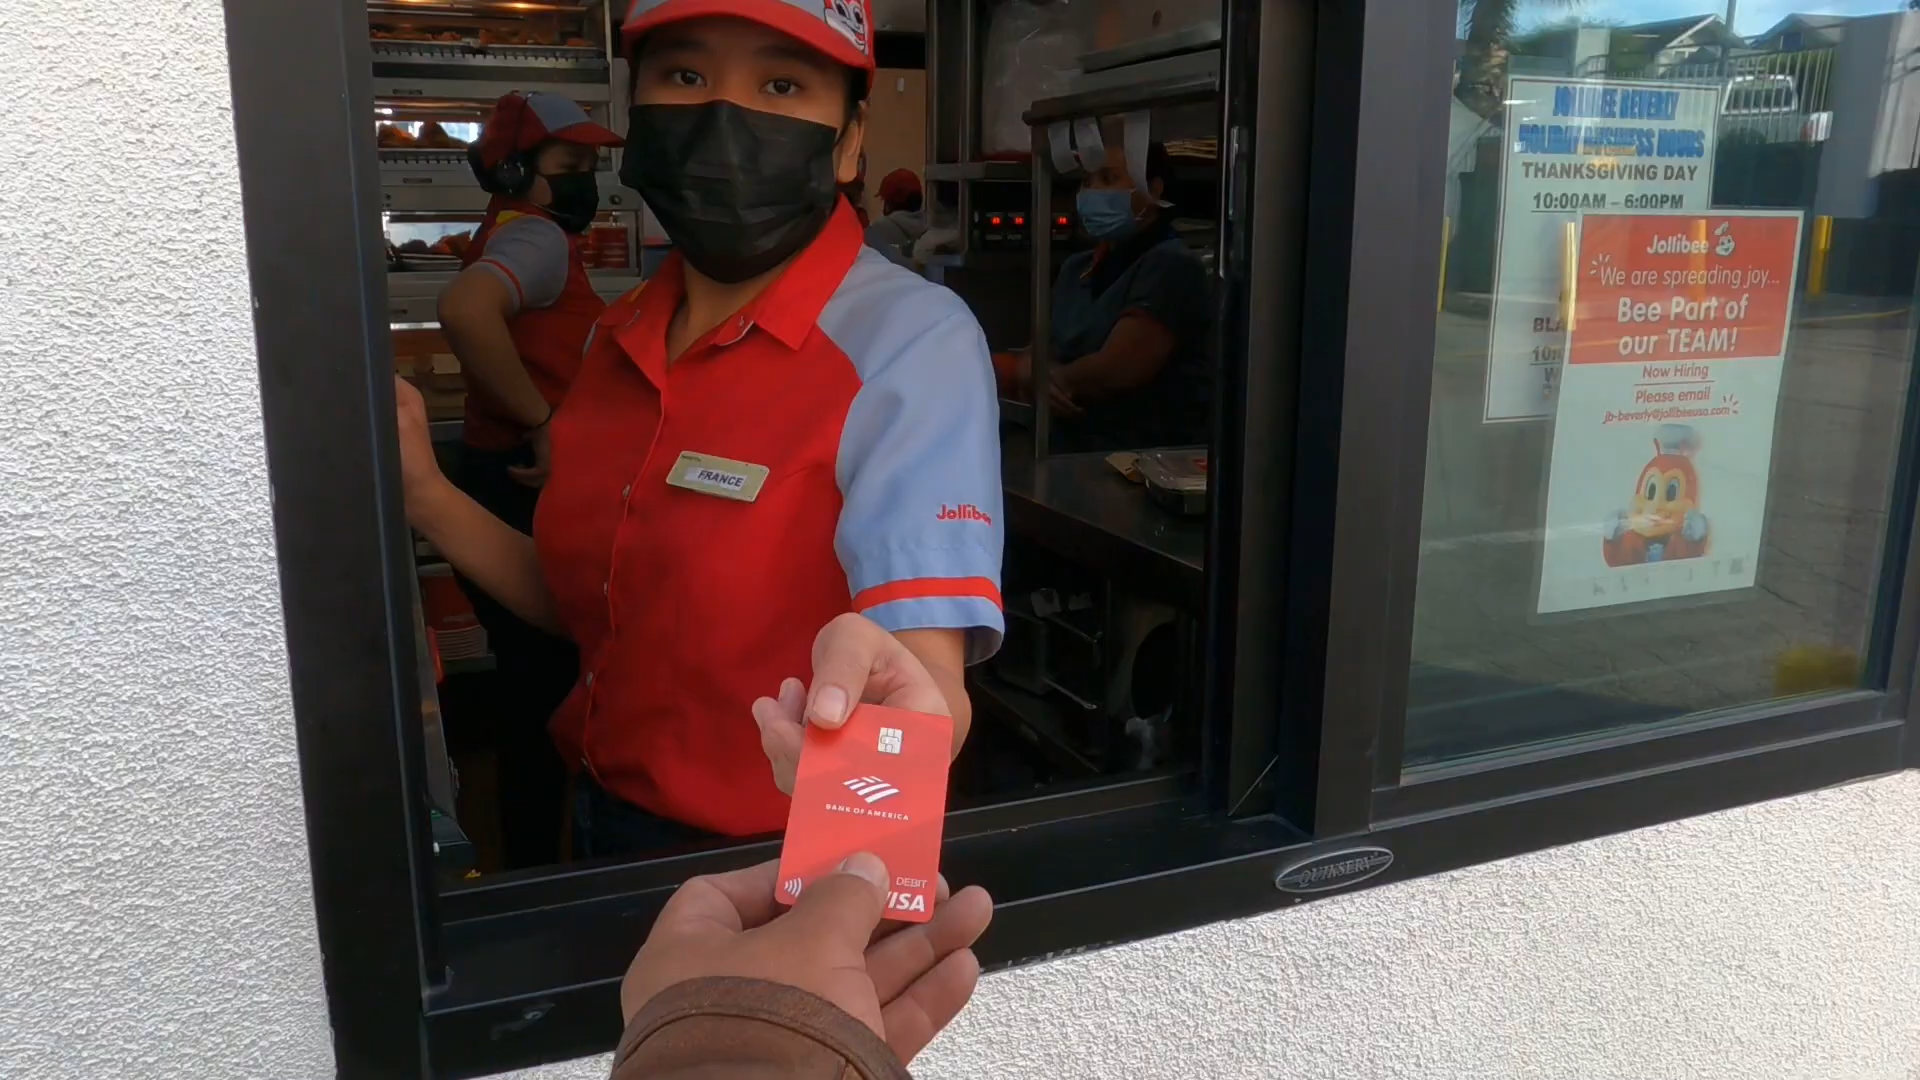 FRANCE
Jollibee
BANK OF AMERICA
DEBIT
VISA
QUIKSERV
JOLLIBEE BEVERLY
HOLIDAY BUSINESS HOURS
THANKSGIVING DAY
10:00AM - 6:00PM
Jollibee
We are spreading joy...
Bee Part of
our TEAM!
Now Hiring
Please email
jb-beverly@jollibeeusa.com